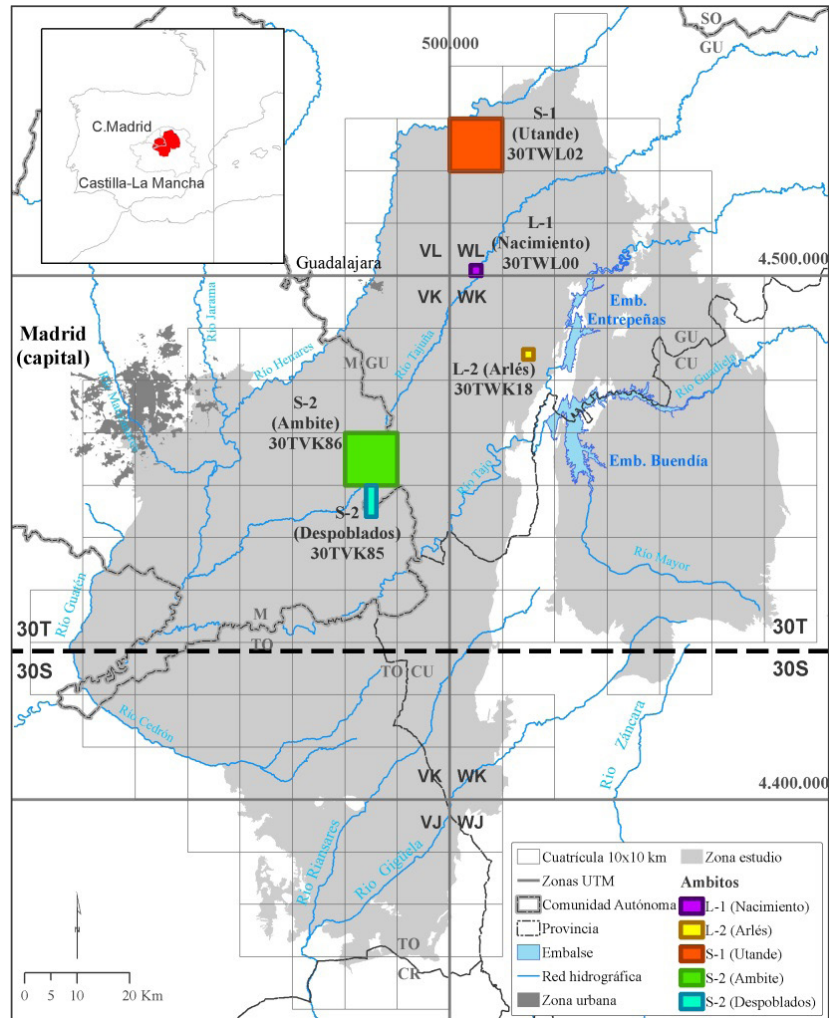 500.000
SO
GU
C.Madrid
Castilla-La Mancha
S-1
(Utande)
30TWL02
L-1
(Nacimiento)
30TWL00
VL WL
VK WK
4.500.000
Guadalajara
Emb.
Entrepeñas
Madrid
(capital)
Río Jarama
Río Henares
Río Tajuña
M GU
GU
CU
Río Guadiela
L-2 (Arlés)
30TWK18
S-2
(Ambite)
30TVK86
Emb. Buendía
Río Tajo
S-2
(Despoblados)
30TVK85
Río Mayor
Río Guatén
M
TO
30T
30T
30S
30S
TO CU
Río Cedrón
Río Záncara
VK WK
4.400.000
VJ WJ
Río Riansares
Río Gigüela
TO
CR
N
0 5 10 20 Km
Cuatrícula 10x10 km
Zonas UTM
Comunidad Autónoma
Provincia
Embalse
Red hidrográfica
Zona urbana
Zona estudio
Ambitos
L-1 (Nacimiento)
L-2 (Arlés)
S-1 (Utande)
S-2 (Ambite)
S-2 (Despoblados)